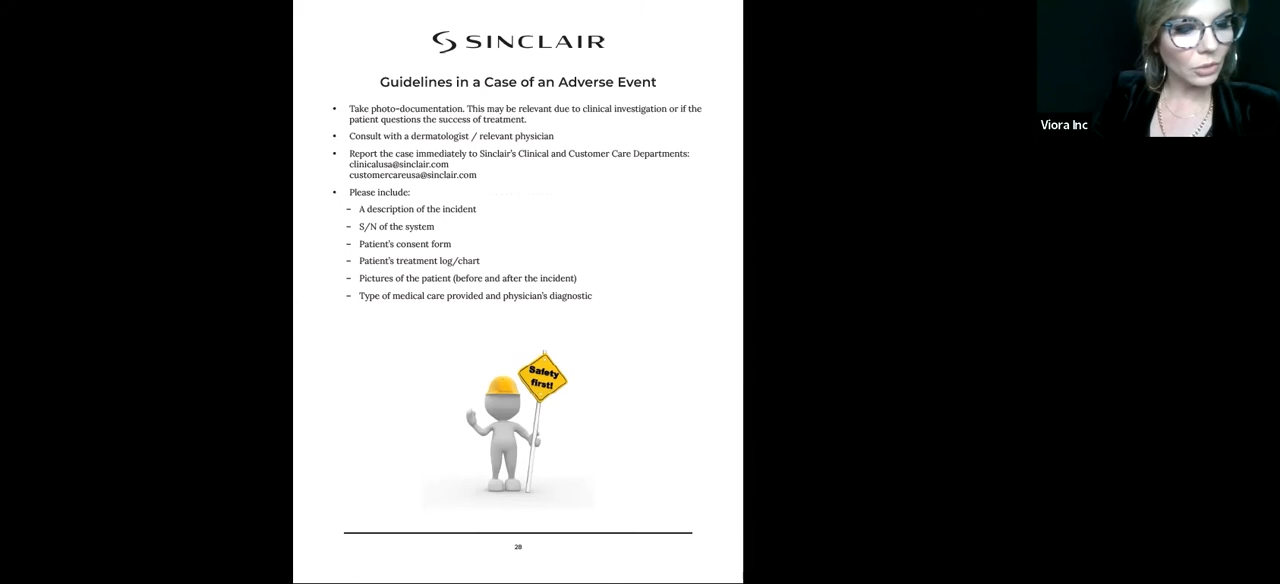 SINCLAIR
Guidelines in a Case of an Adverse Event
• Take photo-documentation. This may be relevant due to clinical investigation or if the
patient questions the success of treatment.
• Consult with a dermatologist / relevant physician
• Report the case immediately to Sinclair's Clinical and Customer Care Departments:
clinicalusa@sinclair.com
customercareusa@sinclair.com
• Please include:
– A description of the incident
– S/N of the system
– Patient's consent form
– Patient's treatment log/chart
– Pictures of the patient (before and after the incident)
– Type of medical care provided and physician's diagnostic
Safety
first!
28
Viora Inc